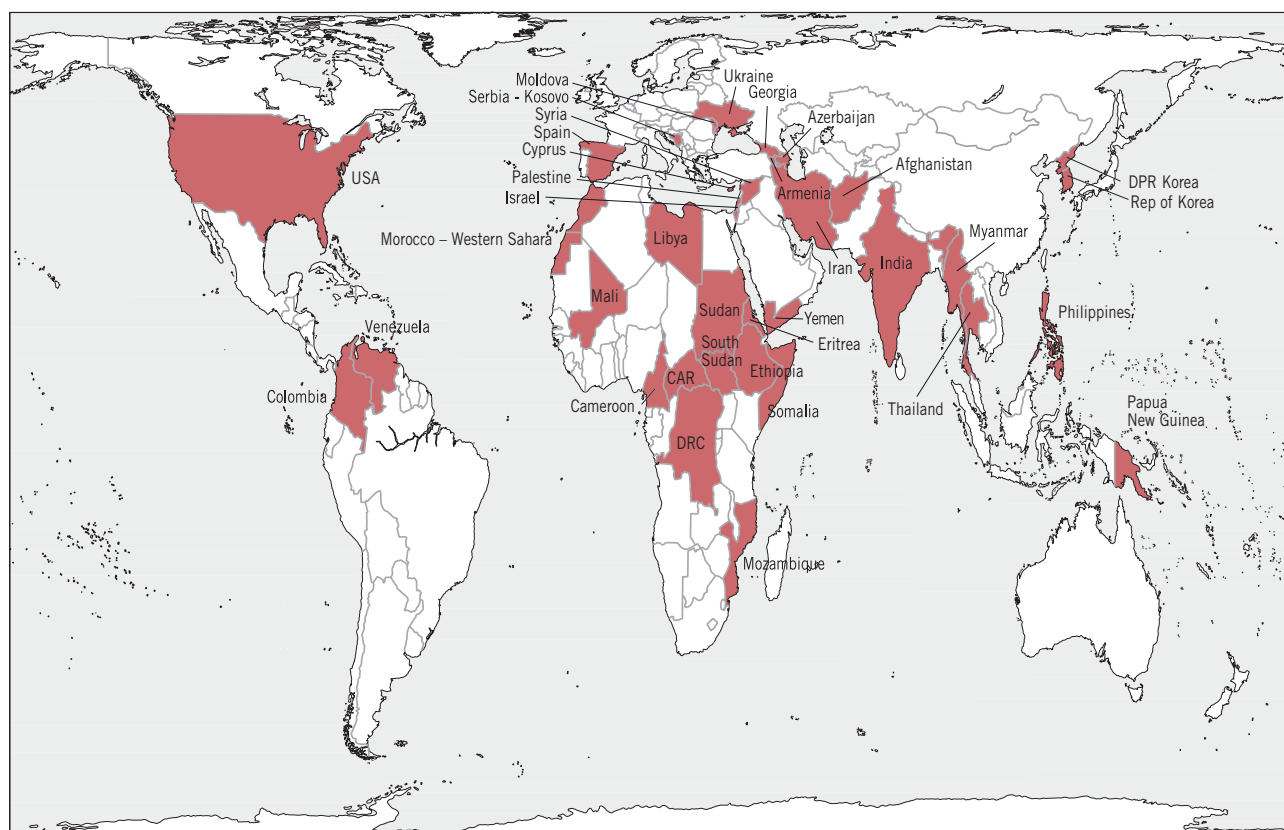 Moldova
Ukraine
Serbia - Kosovo
Georgia
Syria
Azerbaijan
Spain
Cyprus
Afghanistan
Palestine
USA
Armenia
DPR Korea
Israel
Rep of Korea
Myanmar
Morocco – Western Sahara
Libya
Iran
India
Mali
Sudan
Yemen
Philippines
Venezuela
South
Sudan
Eritrea
CAR
Ethiopia
Colombia
Cameroon
Thailand
Somalia
Papua
New Guinea
DRC
Mozambique